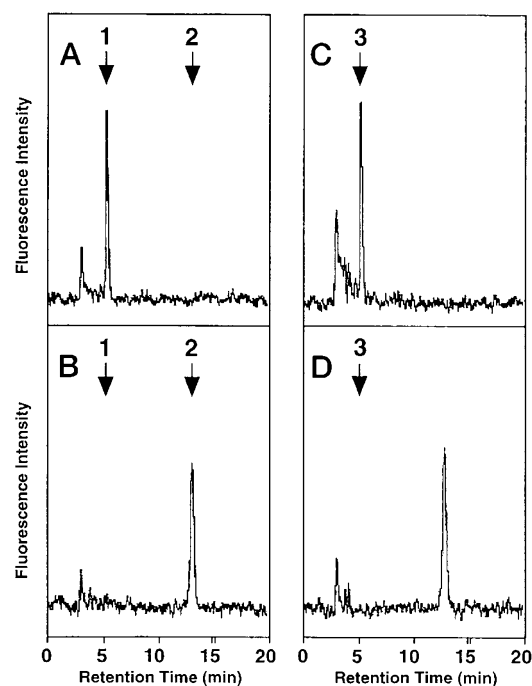 1 2 3
A C
Fluorescence Intensity
1 2 3
B D
Fluorescence Intensity
0 5 10 15 20 0 5 10 15 20
Retention Time (min) Retention Time (min)